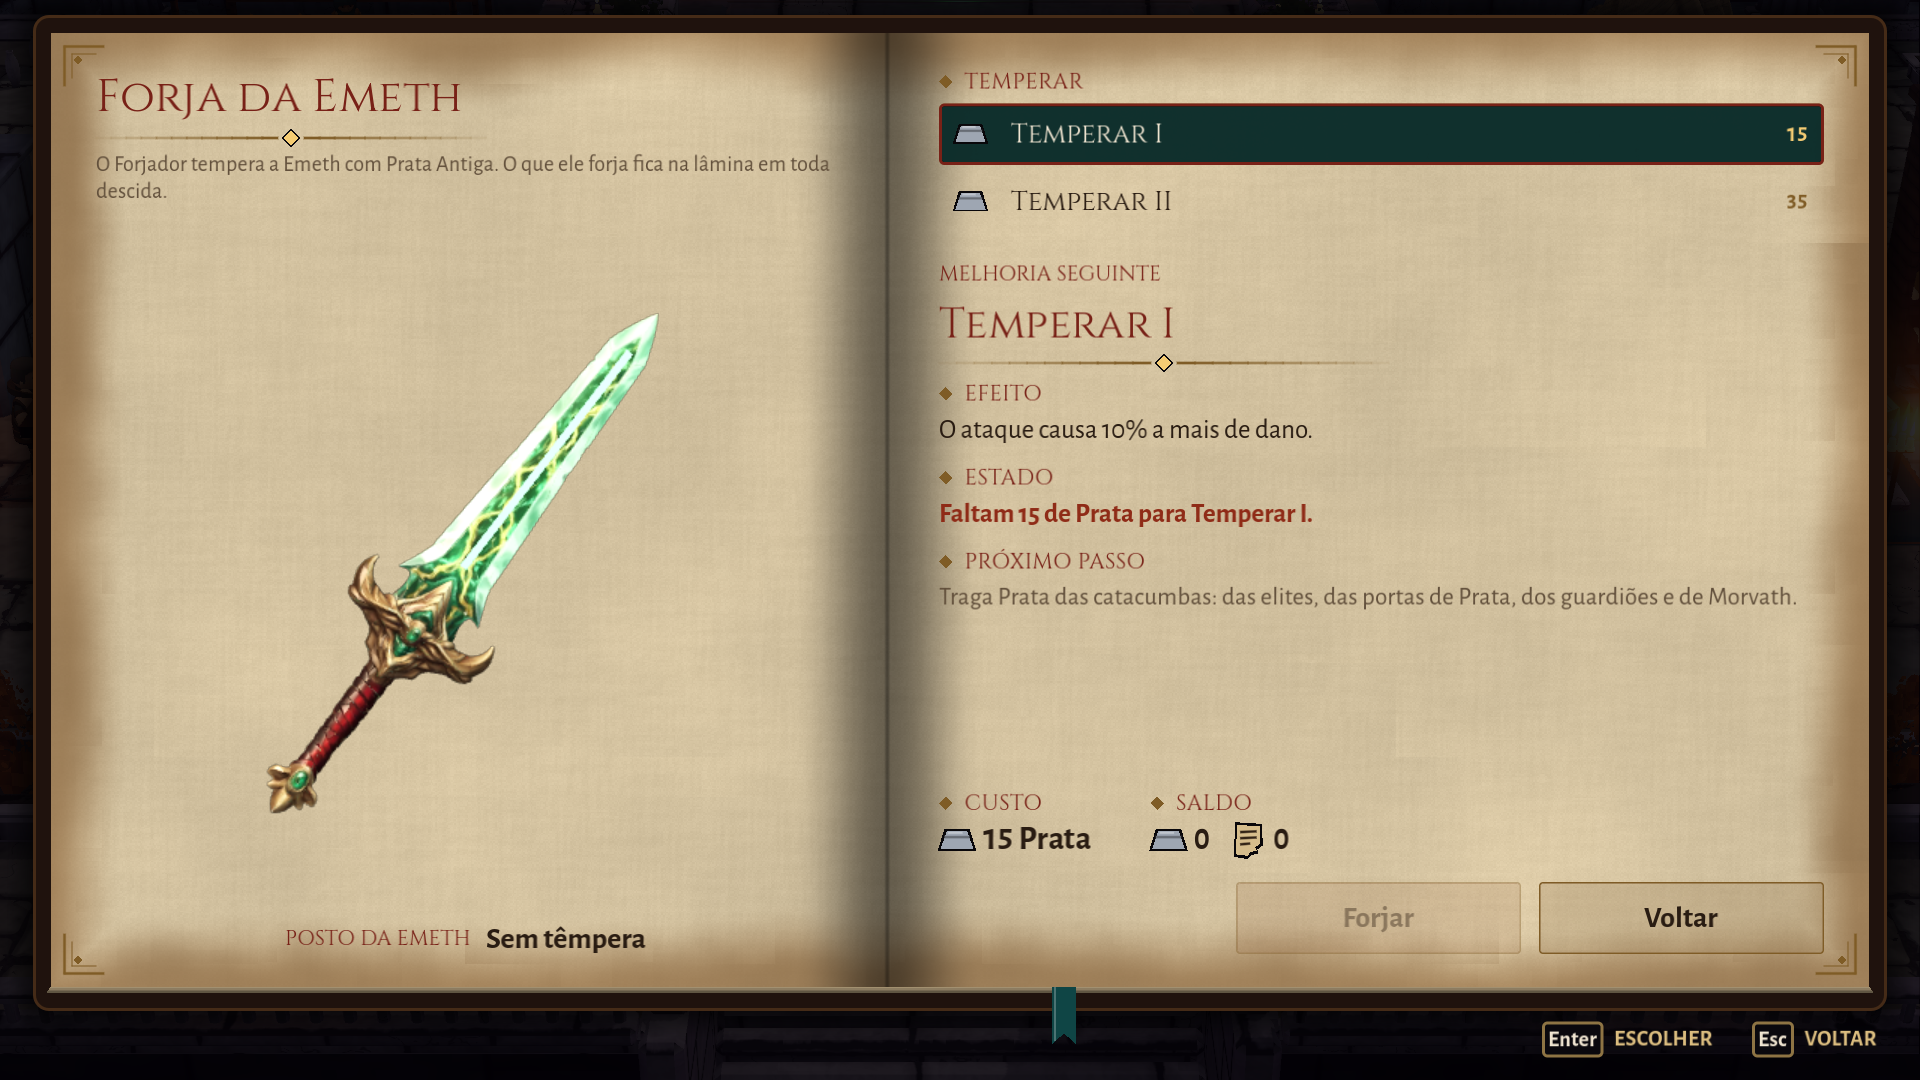 Forja da Emeth
O Forjador tempera a Emeth com Prata Antiga. O que ele forja fica na lâmina em toda
descida.
POSTO DA EMETH Sem têmpera
TEMPERAR
Temperar I 15
Temperar II 35
MELHORIA SEGUINTE
Temperar I
EFEITO
O ataque causa 10% a mais de dano.
ESTADO
Faltam 15 de Prata para Temperar I.
PRÓXIMO PASSO
Traga Prata das catacumbas: das elites, das portas de Prata, dos guardiões e de Morvath.
CUSTO SALDO
15 Prata 0 0
Forjar Voltar
Enter ESCOLHER Esc VOLTAR